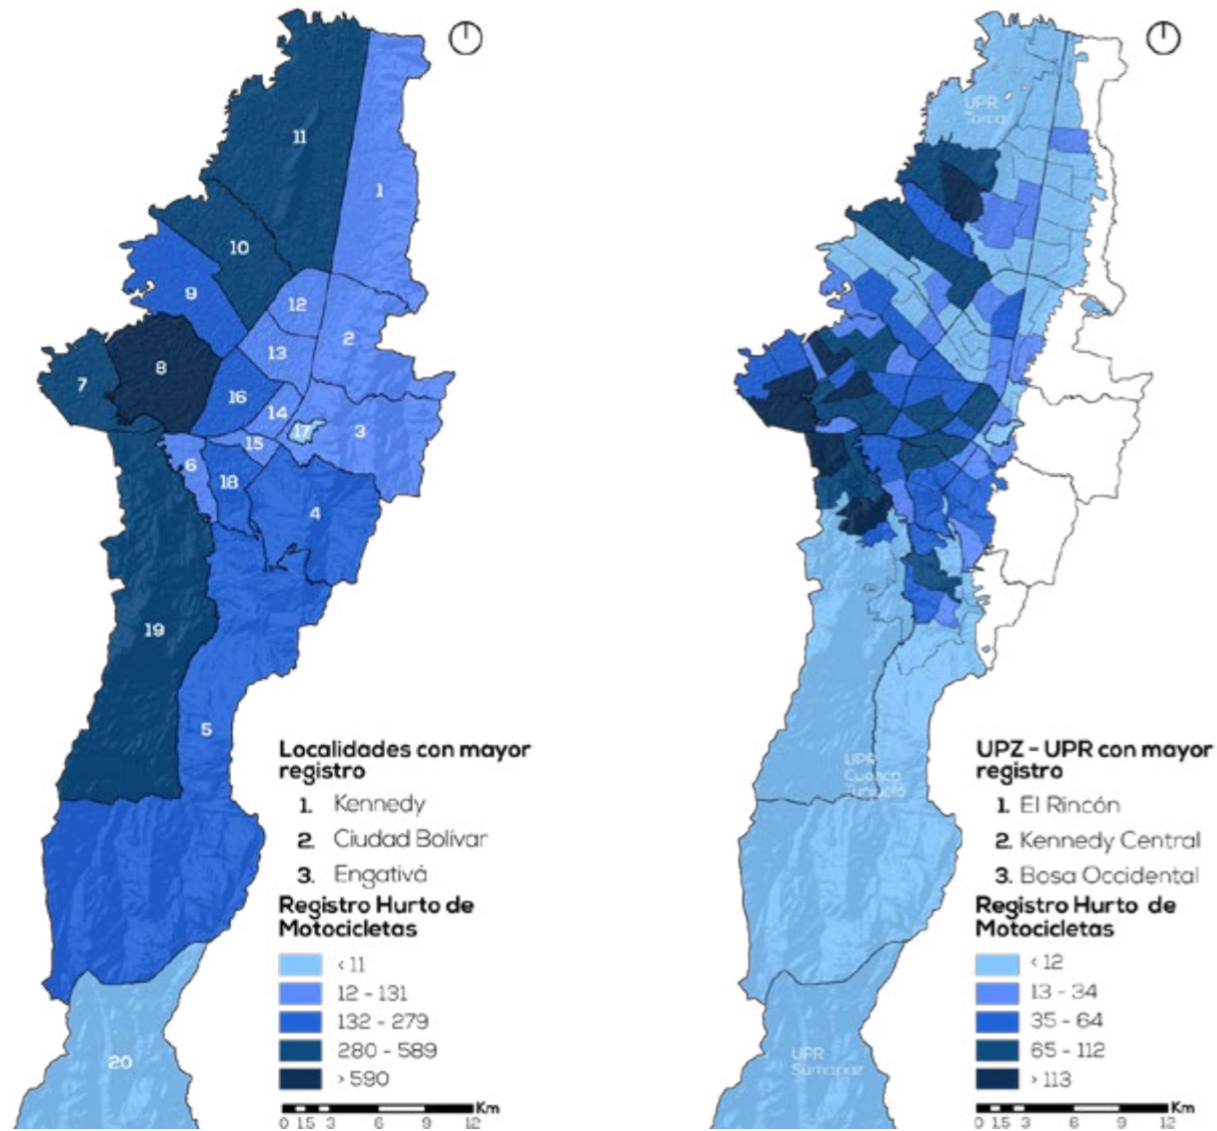 11
1
10
9
12
2
13
8
7
16
14
17
3
15
6
18
4
19
5
20
Localidades con mayor
registro
1. Kennedy
2. Ciudad Bolívar
3. Engativá
Registro Hurto de
Motocicletas
< 11
12 - 131
132 - 279
280 - 589
> 590
Km
0 1.5 3 6 9 12
UPR
Torca
UPR
Cuenca
Tunjuelo
UPR
Sumapaz
UPZ - UPR con mayor
registro
1. El Rincón
2. Kennedy Central
3. Bosa Occidental
Registro Hurto de
Motocicletas
< 12
13 - 34
35 - 64
65 - 112
> 113
Km
0 1.5 3 6 9 12